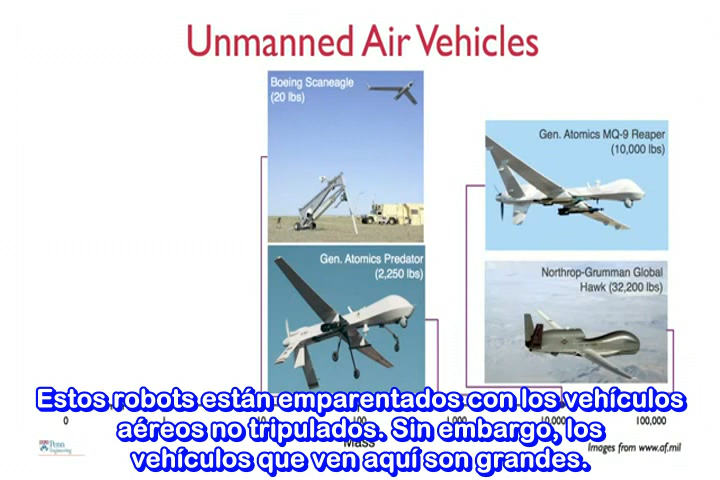 Unmanned Air Vehicles
Boeing Scaneagle
(20 lbs)
Gen. Atomics MQ-9 Reaper
(10,000 lbs)
Gen. Atomics Predator
(2,250 lbs)
Northrop-Grumman Global
Hawk (32,200 lbs)
Estos robots están emparentados con los vehículos
aéreos no tripulados. Sin embargo, los
vehículos que ven aquí son grandes.
0
100,000
Mass
Images from www.af.mil
Penn
Engineering